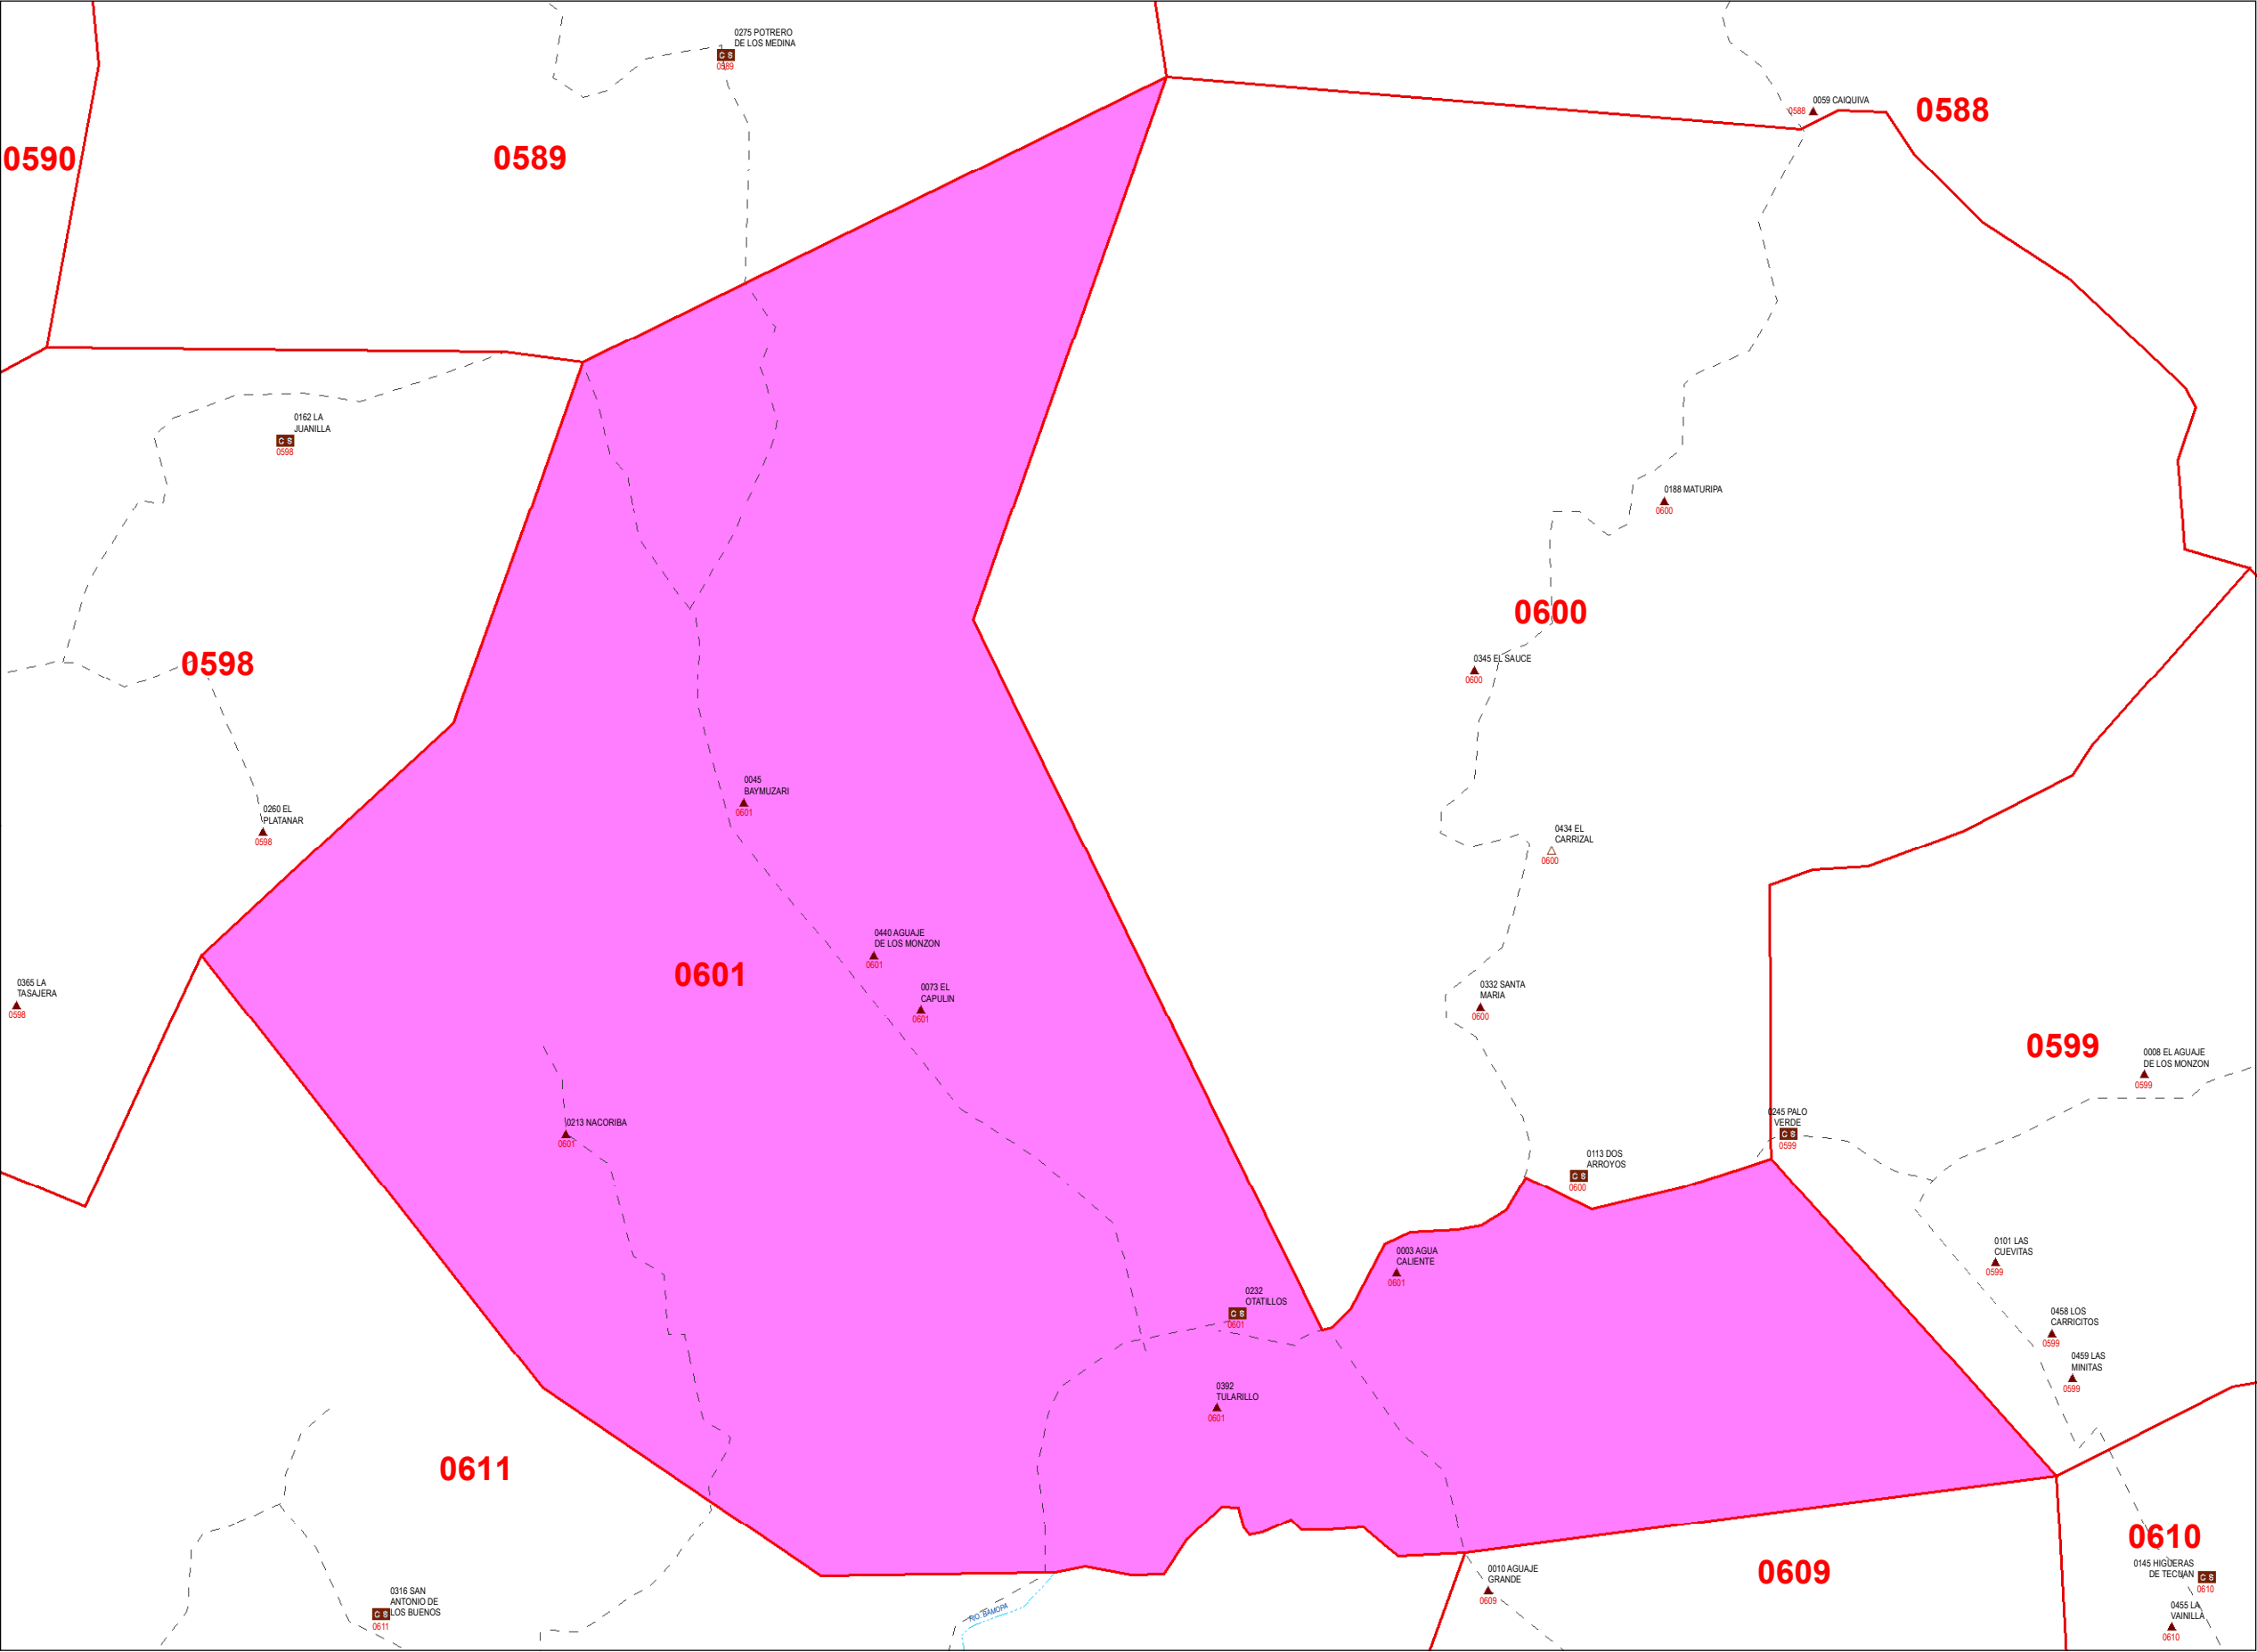 0275 POTRERO
DE LOS MEDINA
C S
0589
0588
0059 CAIQUIVA
0588
0590
0589
0162 LA
JUANILLA
C S
0598
0188 MATURIPA
0600
0600
0598
0345 EL SAUCE
0600
0045
BAYMUZARI
0601
0260 EL
PLATANAR
0598
0434 EL
CARRIZAL
0600
0440 AGUAJE
DE LOS MONZON
0601
0601
0365 LA
TASAJERA
0598
0073 EL
CAPULIN
0601
0332 SANTA
MARIA
0600
0599
0008 EL AGUAJE
DE LOS MONZON
0599
0213 NACORIBA
0601
0245 PALO
VERDE
C S
0599
0113 DOS
ARROYOS
C S
0600
0003 AGUA
CALIENTE
0601
0101 LAS
CUEVITAS
0599
0232
OTATILLOS
C S
0601
0458 LOS
CARRICITOS
0599
0459 LAS
MINITAS
0599
0392
TULARILLO
0601
0611
0610
0145 HIGUERAS
DE TECUAN
C S
0610
0609
0010 AGUAJE
GRANDE
0609
0316 SAN
ANTONIO DE
LOS BUENOS
C S
0611
RIO. BAMOPA
0455 LA
VAINILLA
0610